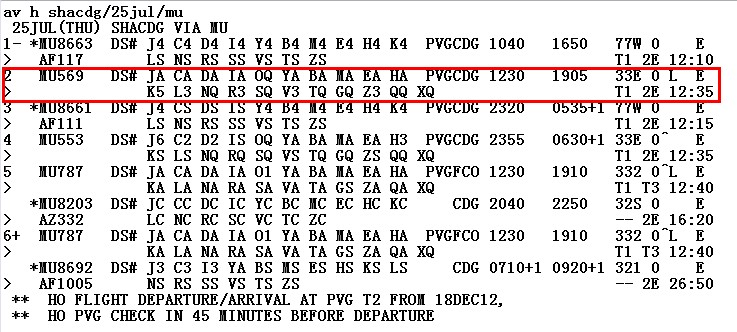 av h shacdg/25jul/mu
25JUL(THU) SHACDG VIA MU
1- *MU8663 DS# J4 C4 D4 I4 Y4 B4 M4 E4 H4 K4 PVGCDG 1040 1650 77W 0 E
> AF117 LS NS RS SS VS TS ZS T1 2E 12:10
2 MU569 DS# JA CA DA IA OQ YA BA MA EA HA PVGCDG 1230 1905 33E 0 L E
> K5 L3 NQ R3 SQ V3 TQ GQ Z3 QQ XQ T1 2E 12:35
3 *MU8661 DS# C4 CS DS IS Y4 B4 M4 E4 H4 K4 PVGCDG 2320 0535+1 77W 0 E
> AF111 LS NS RS SS VS TS ZS T1 2E 12:15
4 MU553 DS# J6 C2 D2 I5 OQ YA BA MA EA H3 PVGCDG 2355 0630+1 33E 0^ E
> KS LS NQ RQ SQ VS TQ GQ ZS QQ XQ T1 2E 12:35
5 MU787 DS# JA CA DA IA O1 YA BA MA EA HA PVGFCO 1230 1910 332 0^L E
> KA LA NA RA SA VA TA GS ZA QA XQ T1 T3 12:40
*MU8203 DS# JC CC DC IC YC BC MC EC HC KC CDG 2040 2250 32S 0 E
> AZ332 LC NC RC SC VC TC ZC -- 2E 16:20
6+ MU787 DS# JA CA DA IA O1 YA BA MA EA HA PVGFCO 1230 1910 332 0^L E
> KA LA NA RA SA VA TA GS ZA QA XQ T1 T3 12:40
*MU8692 DS# J3 C3 I3 YA BS MS ES HS KS LS CDG 0710+1 0920+1 321 0 E
> AF1005 NS RS SS VS TS ZS -- 2E 26:50
** HO FLIGHT DEPARTURE/ARRIVAL AT PVG T2 FROM 18DEC12,
** HO PVG CHECK IN 45 MINUTES BEFORE DEPARTURE